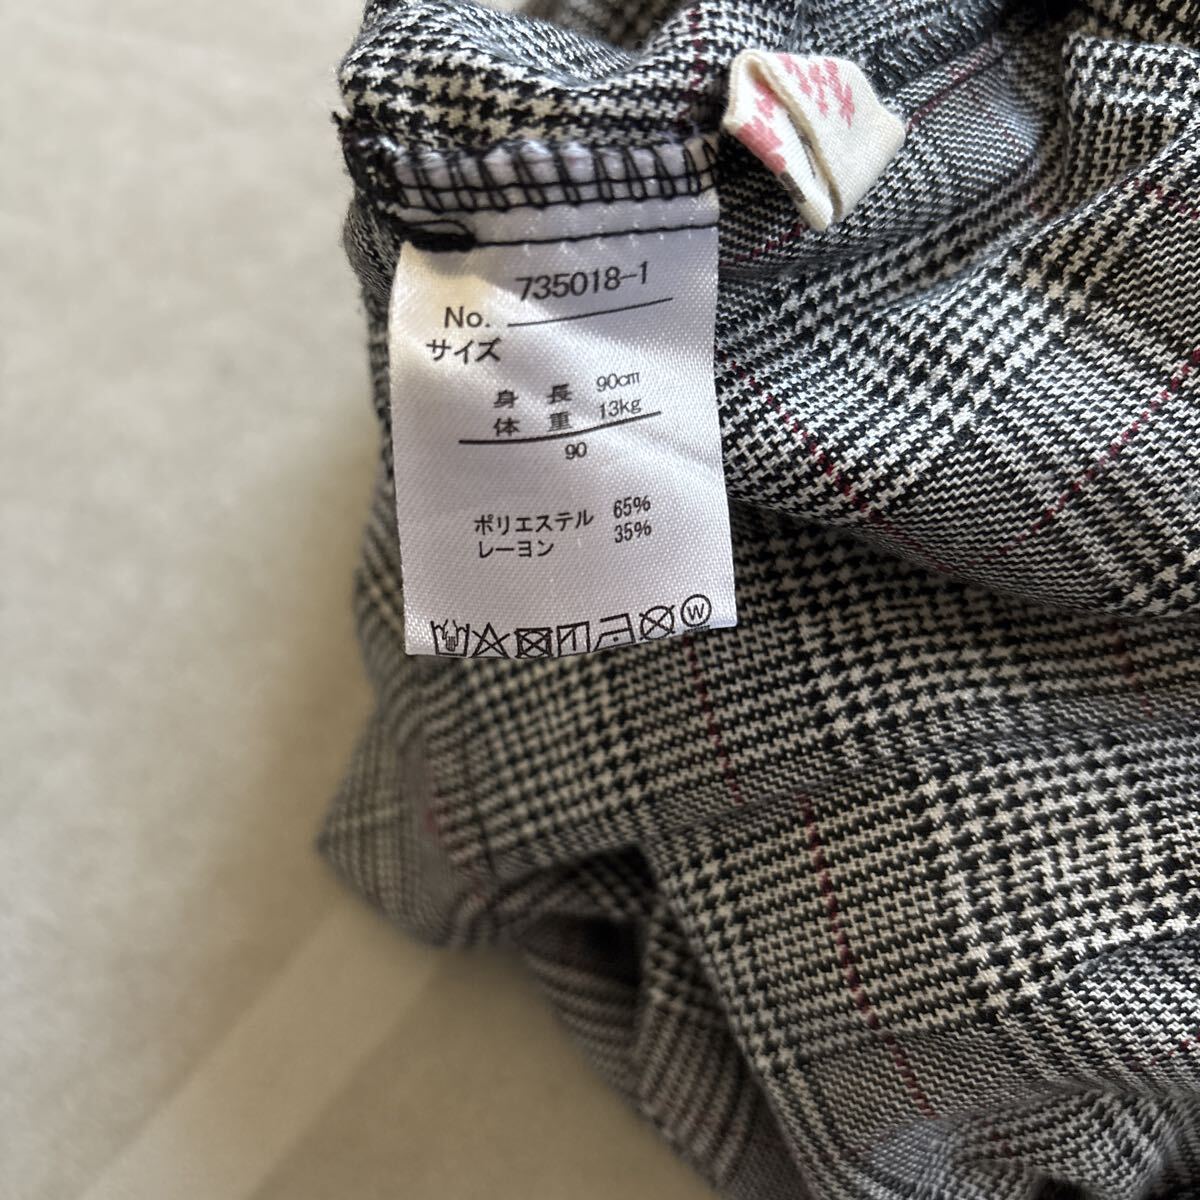 735018-1
No.
サイズ
身 長 90cm
体 重 13kg
90
ポリエステル 65%
レーヨン 35%
W